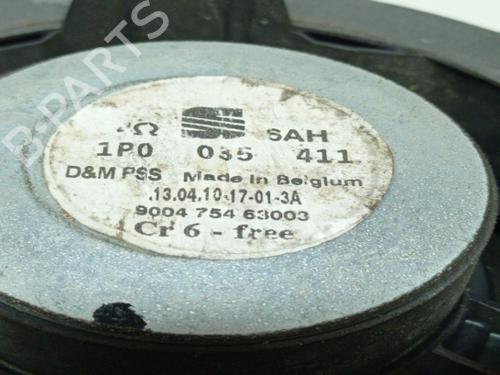 B-PARTS
Ω SAH
1P0 035 411
D&M PSS Made in Belgium
13.04.10-17-01-3A
9004 754 63003
Cr 6 - free